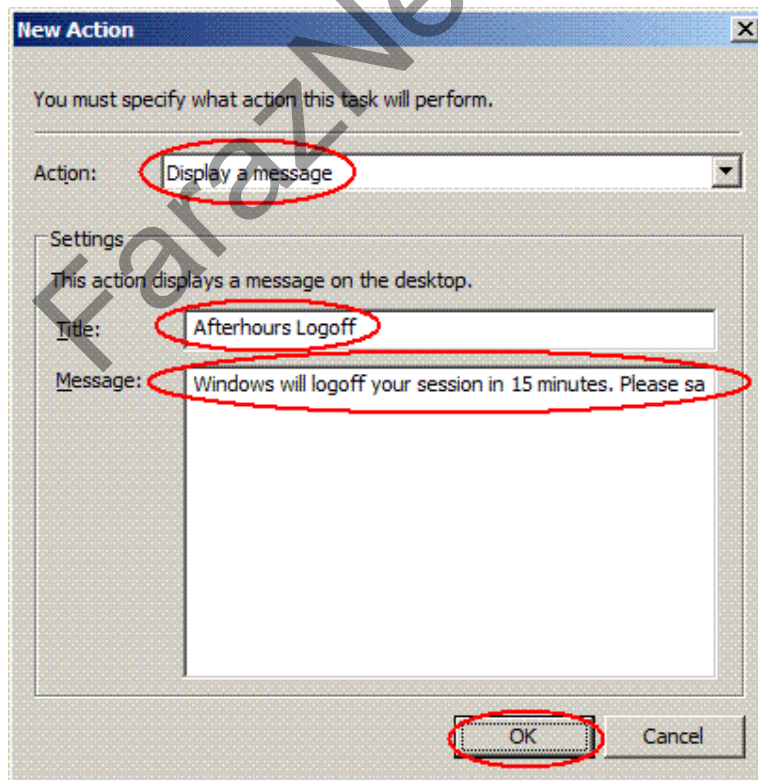 New Action
You must specify what action this task will perform.
Action: Display a message
Settings
This action displays a message on the desktop.
Title: Afterhours Logoff
Message: Windows will logoff your session in 15 minutes. Please sa
OK Cancel